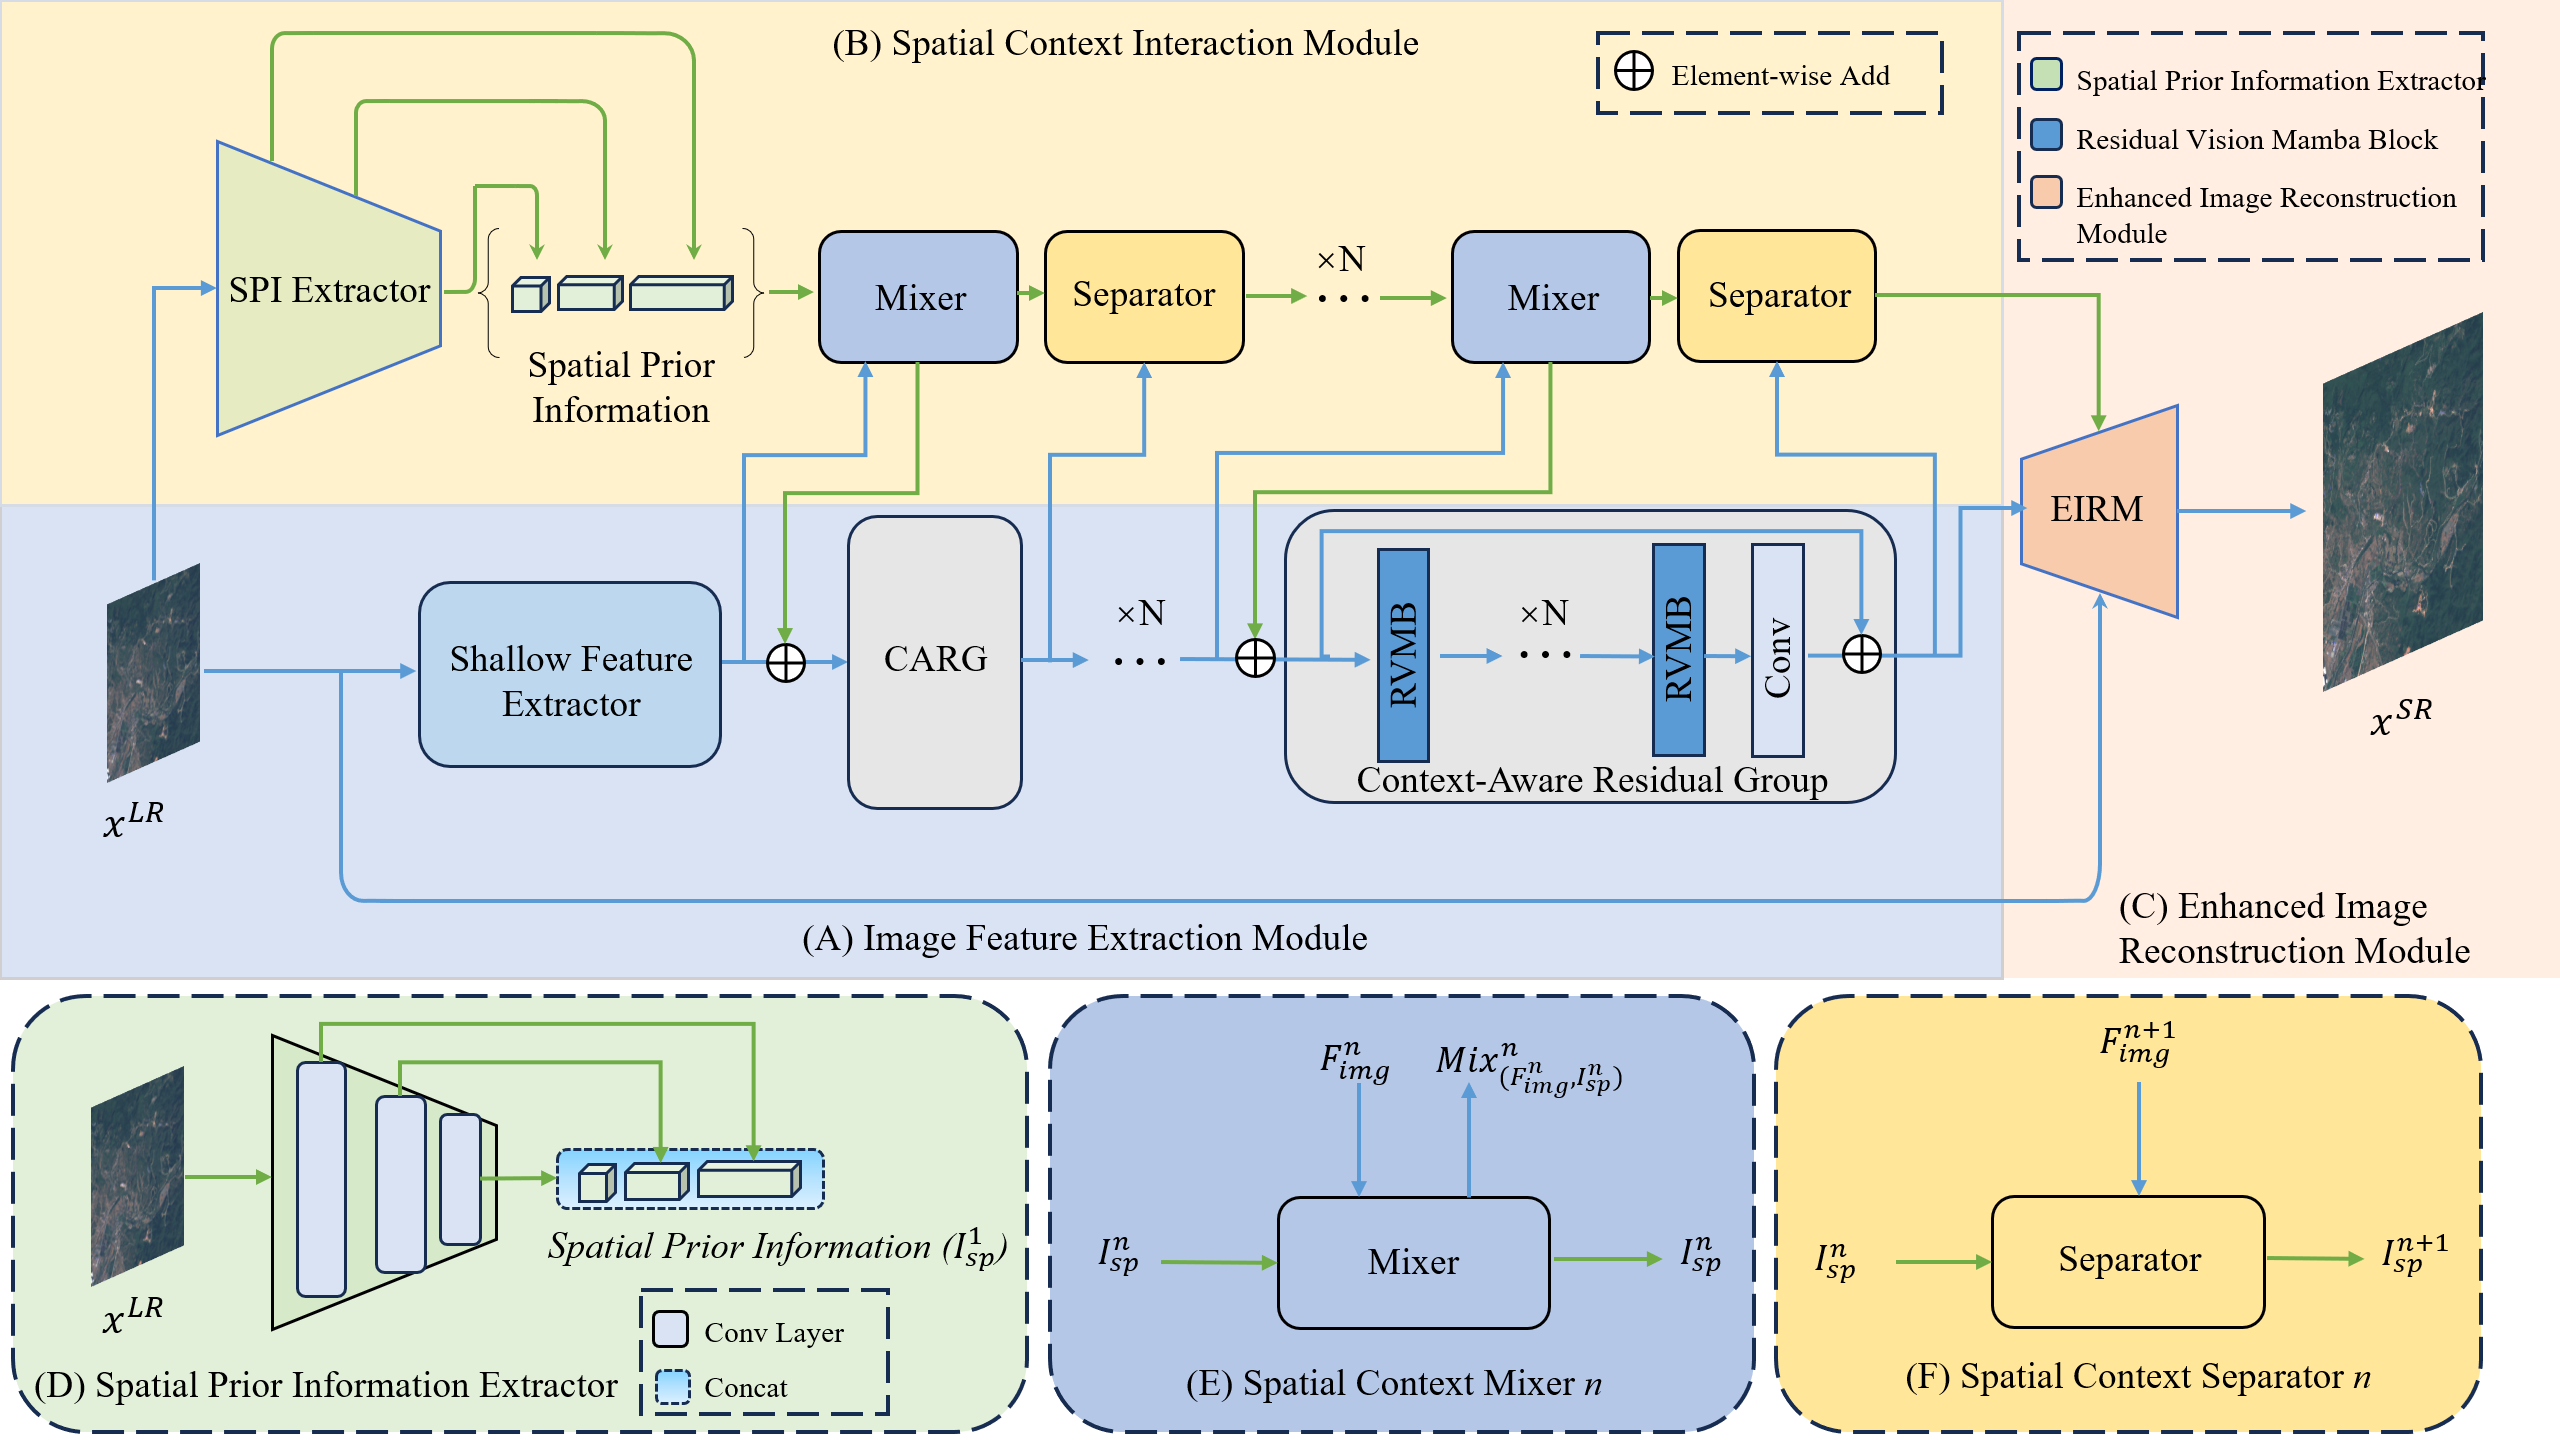 (B) Spatial Context Interaction Module
Element-wise Add
Spatial Prior Information Extractor
Residual Vision Mamba Block
Enhanced Image Reconstruction
Module
SPI Extractor
Spatial Prior
Information
Mixer
Separator
×N
...
Mixer
Separator
EIRM
x^{SR}
x^{LR}
Shallow Feature
Extractor
CARG
×N
...
RVMB
×N
...
RVMB
Conv
Context-Aware Residual Group
(A) Image Feature Extraction Module
(C) Enhanced Image
Reconstruction Module
x^{LR}
Spatial Prior Information (I_{sp}^{1})
Conv Layer
Concat
(D) Spatial Prior Information Extractor
F_{img}^{n}
Mix_{(F_{img}^{n},I_{sp}^{n})}^{n}
I_{sp}^{n}
Mixer
I_{sp}^{n}
(E) Spatial Context Mixer n
F_{img}^{n+1}
I_{sp}^{n}
Separator
I_{sp}^{n+1}
(F) Spatial Context Separator n